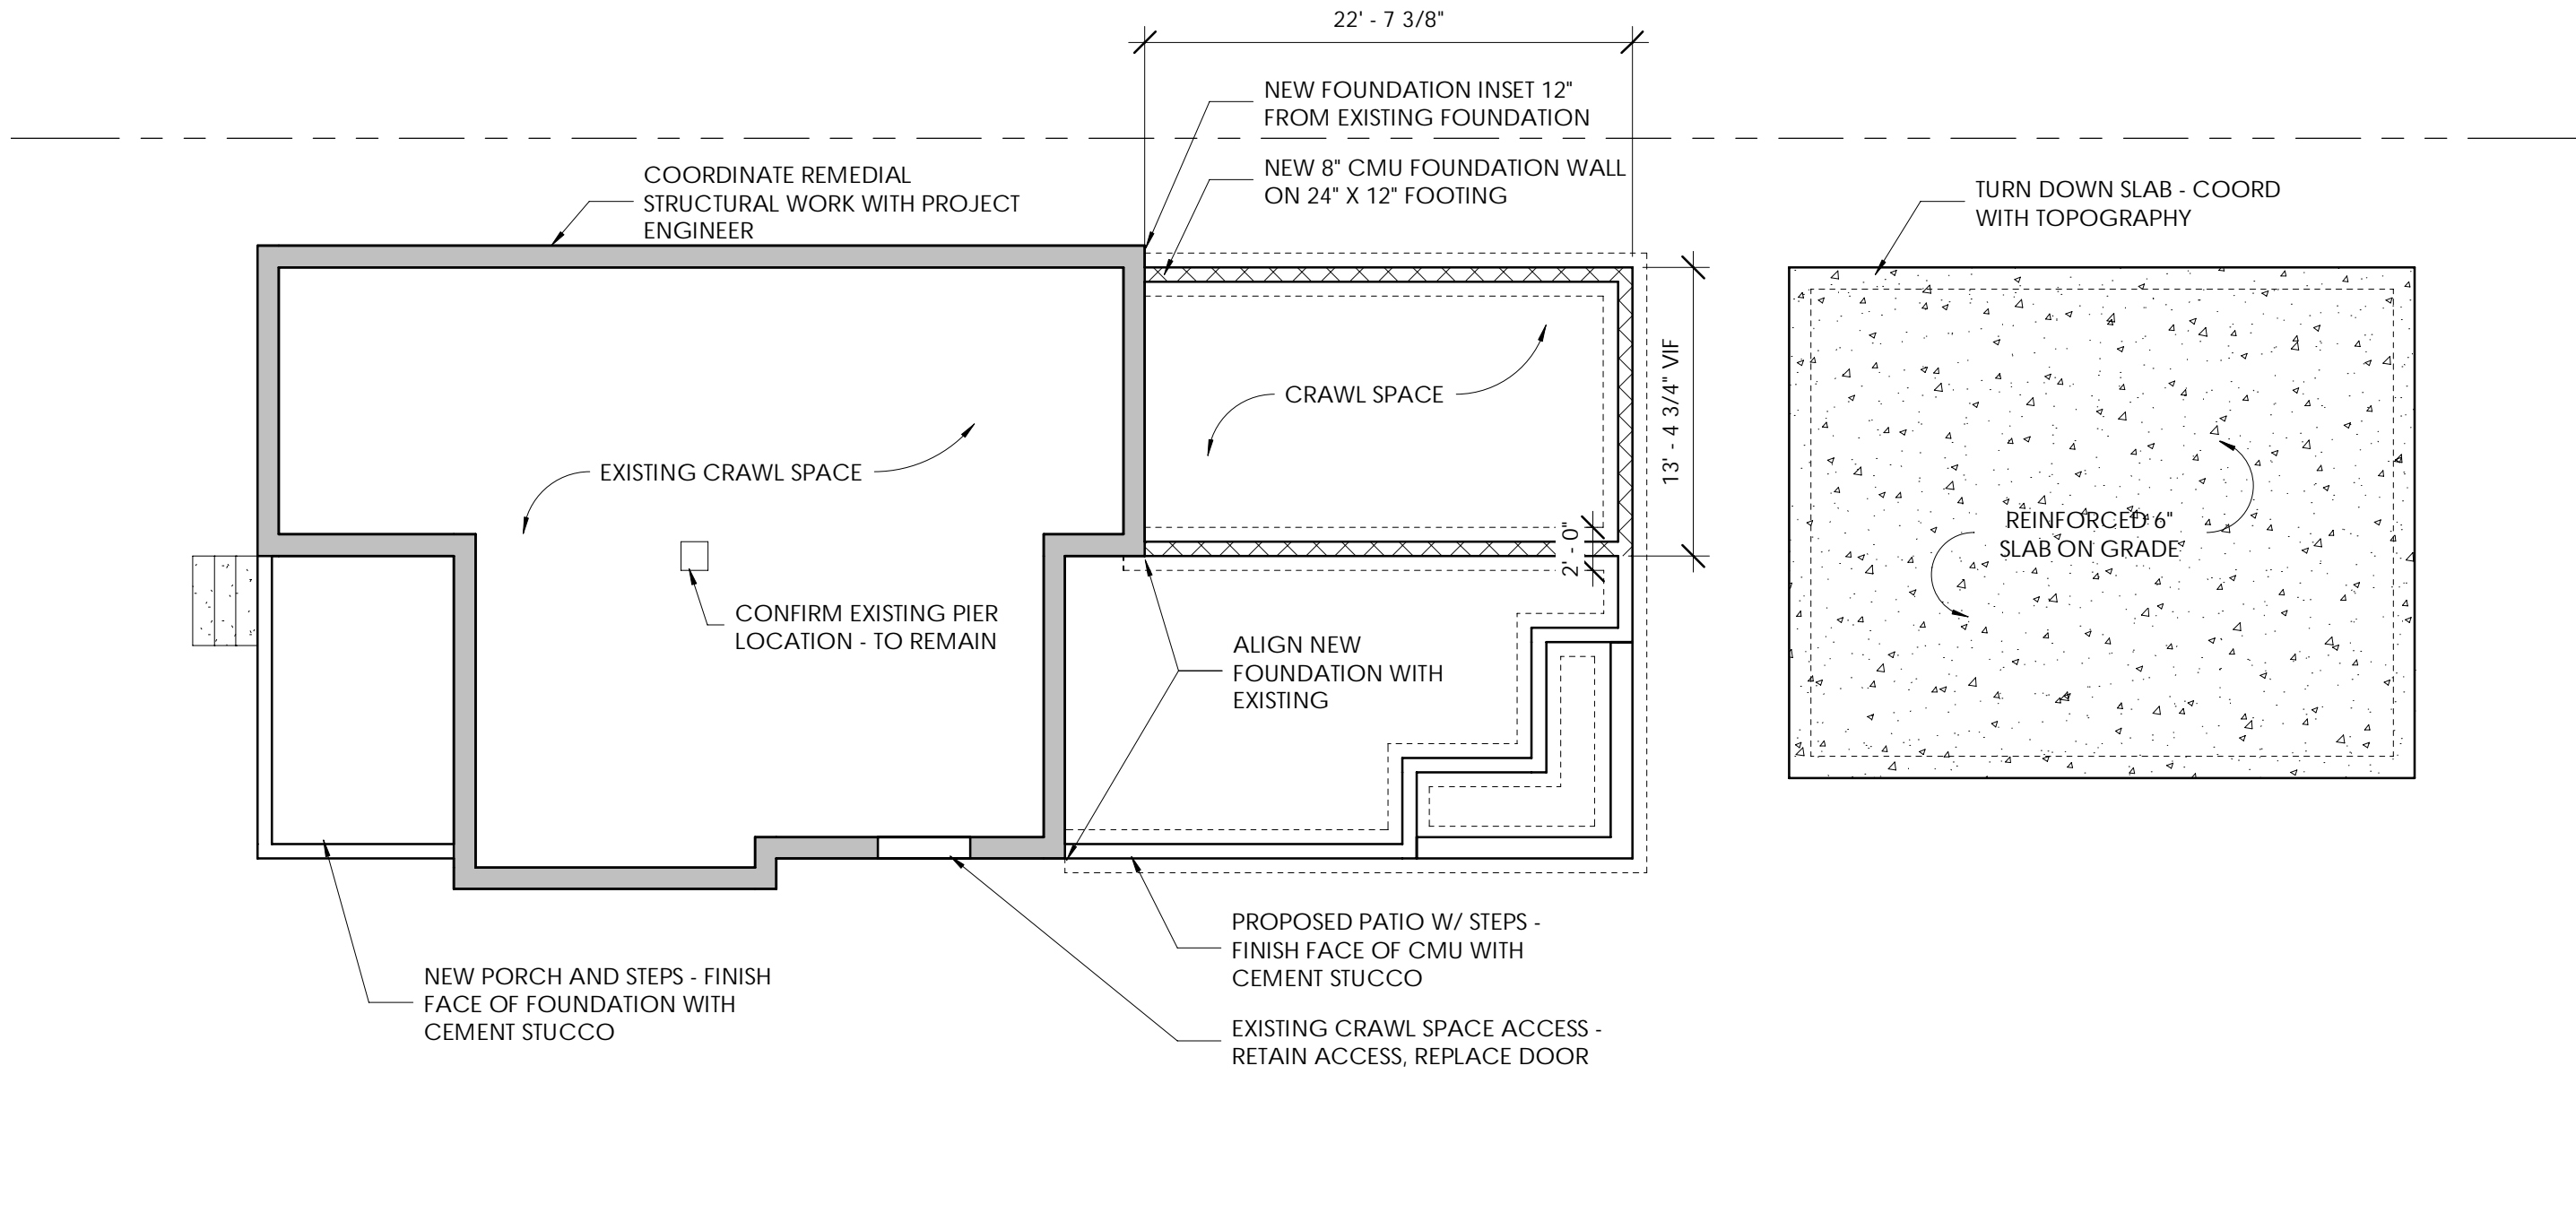 22' - 7 3/8"
NEW FOUNDATION INSET 12"
FROM EXISTING FOUNDATION
NEW 8" CMU FOUNDATION WALL
ON 24" X 12" FOOTING
COORDINATE REMEDIAL
STRUCTURAL WORK WITH PROJECT
ENGINEER
TURN DOWN SLAB - COORD
WITH TOPOGRAPHY
CRAWL SPACE
13' - 4 3/4" VIF
EXISTING CRAWL SPACE
2' - 0"
REINFORCED 6"
SLAB ON GRADE
CONFIRM EXISTING PIER
LOCATION - TO REMAIN
ALIGN NEW
FOUNDATION WITH
EXISTING
PROPOSED PATIO W/ STEPS -
FINISH FACE OF CMU WITH
CEMENT STUCCO
NEW PORCH AND STEPS - FINISH
FACE OF FOUNDATION WITH
CEMENT STUCCO
EXISTING CRAWL SPACE ACCESS -
RETAIN ACCESS, REPLACE DOOR